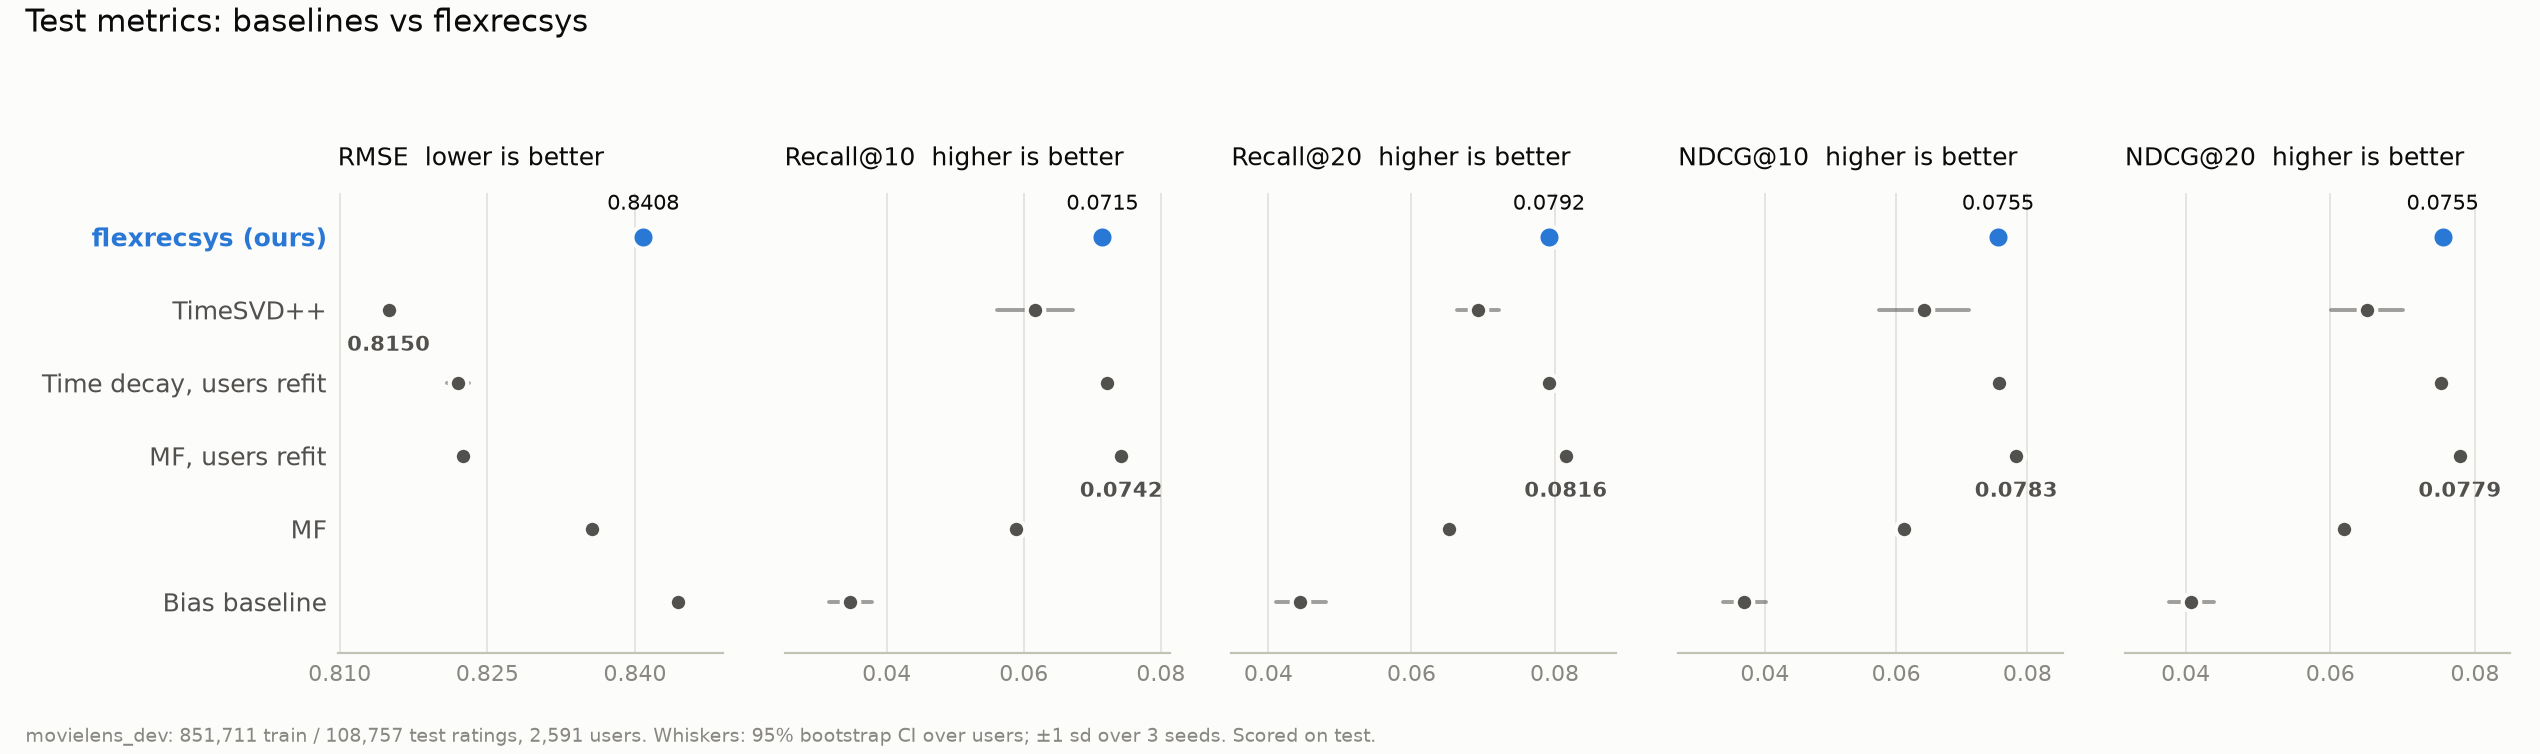 Test metrics: baselines vs flexrecsys
RMSE  lower is better
Recall@10  higher is better
Recall@20  higher is better
NDCG@10  higher is better
NDCG@20  higher is better
0.8408
0.0715
0.0792
0.0755
0.0755
flexrecsys (ours)
TimeSVD++
0.8150
Time decay, users refit
MF, users refit
0.0742
0.0816
0.0783
0.0779
MF
Bias baseline
0.810 0.825 0.840
0.04 0.06 0.08
0.04 0.06 0.08
0.04 0.06 0.08
0.04 0.06 0.08
movielens_dev: 851,711 train / 108,757 test ratings, 2,591 users. Whiskers: 95% bootstrap CI over users; ±1 sd over 3 seeds. Scored on test.